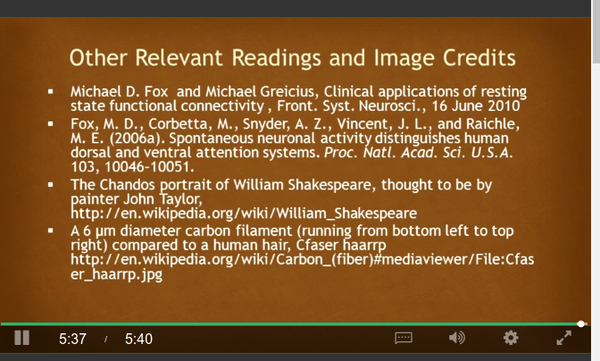 Other Relevant Readings and Image Credits
▪ Michael D. Fox and Michael Greicius, Clinical applications of resting
state functional connectivity , Front. Syst. Neurosci., 16 June 2010
▪ Fox, M. D., Corbetta, M., Snyder, A. Z., Vincent, J. L., and Raichle,
M. E. (2006a). Spontaneous neuronal activity distinguishes human
dorsal and ventral attention systems. Proc. Natl. Acad. Sci. U.S.A.
103, 10046–10051.
▪ The Chandos portrait of William Shakespeare, thought to be by
painter John Taylor,
http://en.wikipedia.org/wiki/William_Shakespeare
▪ A 6 μm diameter carbon filament (running from bottom left to top
right) compared to a human hair, Cfaser haarrp
http://en.wikipedia.org/wiki/Carbon_(fiber)#mediaviewer/File:Cfas
er_haarrp.jpg
5:37 / 5:40